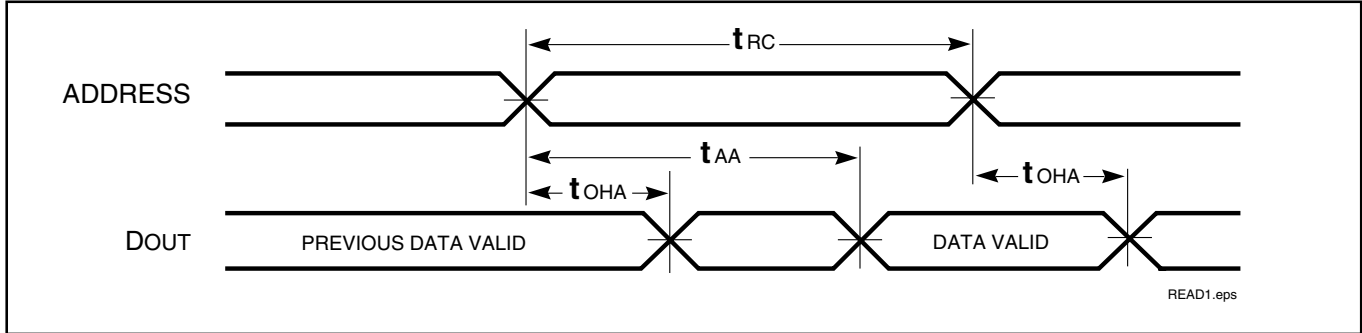 tRC
ADDRESS
tAA
tOHA
tOHA
DOUT
PREVIOUS DATA VALID
DATA VALID
READ1.eps